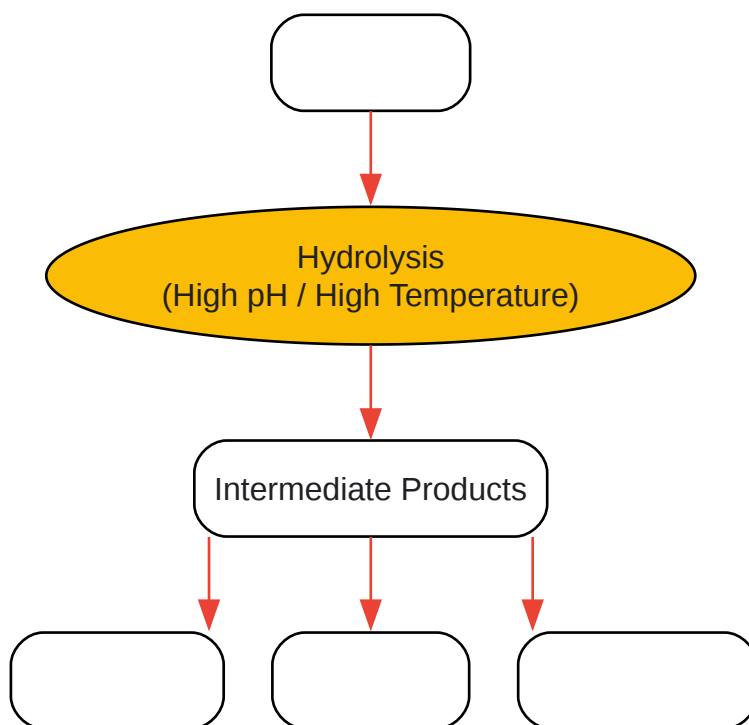 Hydrolysis
(High pH / High Temperature)
Intermediate Products